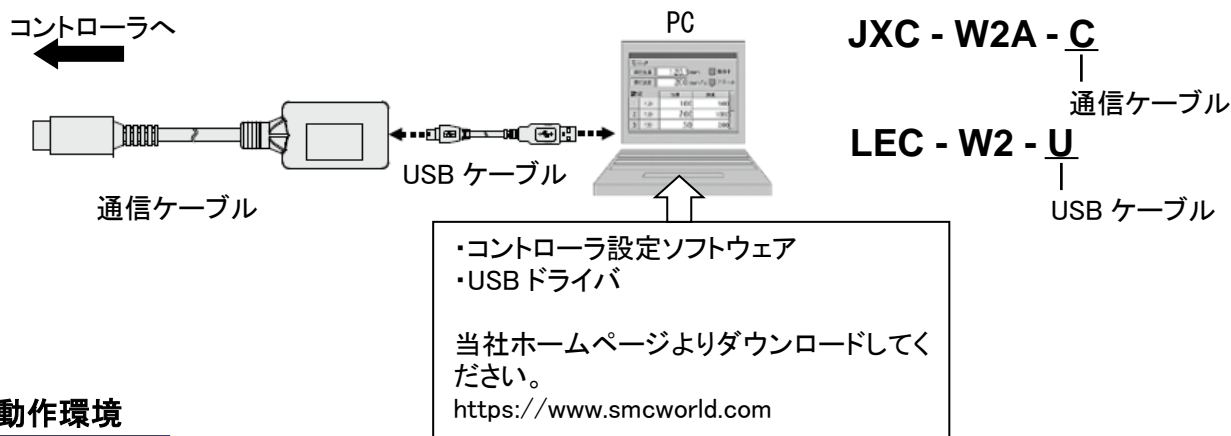 コントローラへ
PC
JXC - W2A - C
通信ケーブル
LEC - W2 - U
USB ケーブル
通信ケーブル
USB ケーブル
・コントローラ設定ソフトウェア
・USB ドライバ
当社ホームページよりダウンロードしてく
ださい。
https://www.smcworld.com
動作環境